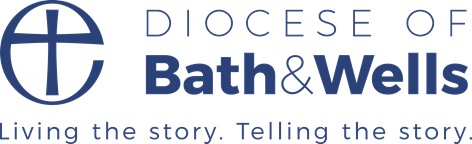 DIOCESE OF
Bath&Wells
Living the story. Telling the story.